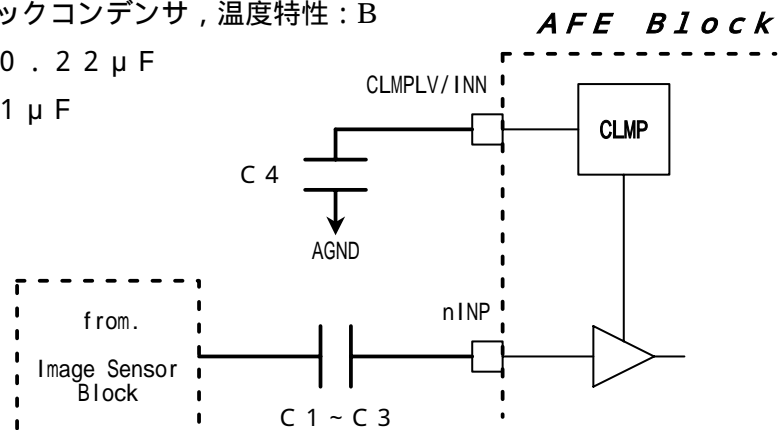 ックコンデンサ，温度特性：B
０．２２μＦ
１μＦ
AFE Block
CLMPLV/INN
CLMP
Ｃ４
AGND
from.
Image Sensor
Block
nINP
Ｃ１～Ｃ３